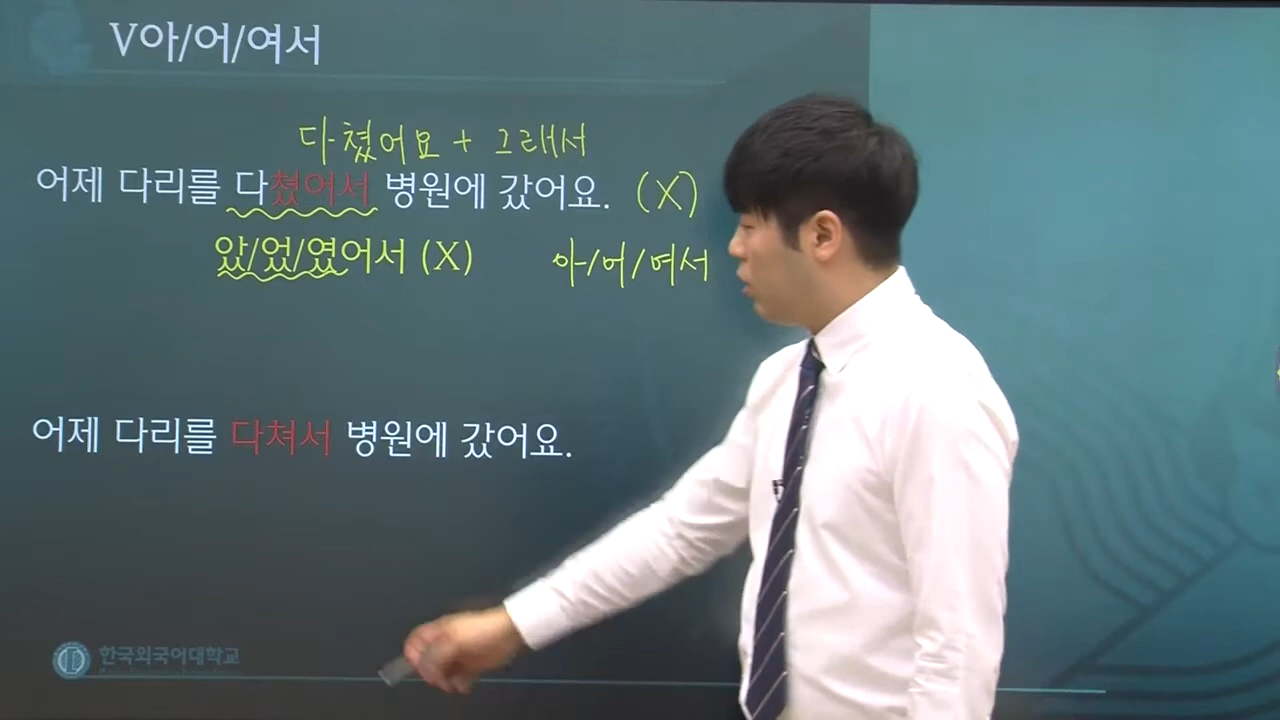 V아/어/여서
다쳤어요 + 그래서
어제 다리를 다쳤어서 병원에 갔어요. (X)
았/었/였어서 (X) 아/어/여서
어제 다리를 다쳐서 병원에 갔어요.
한국외국어대학교